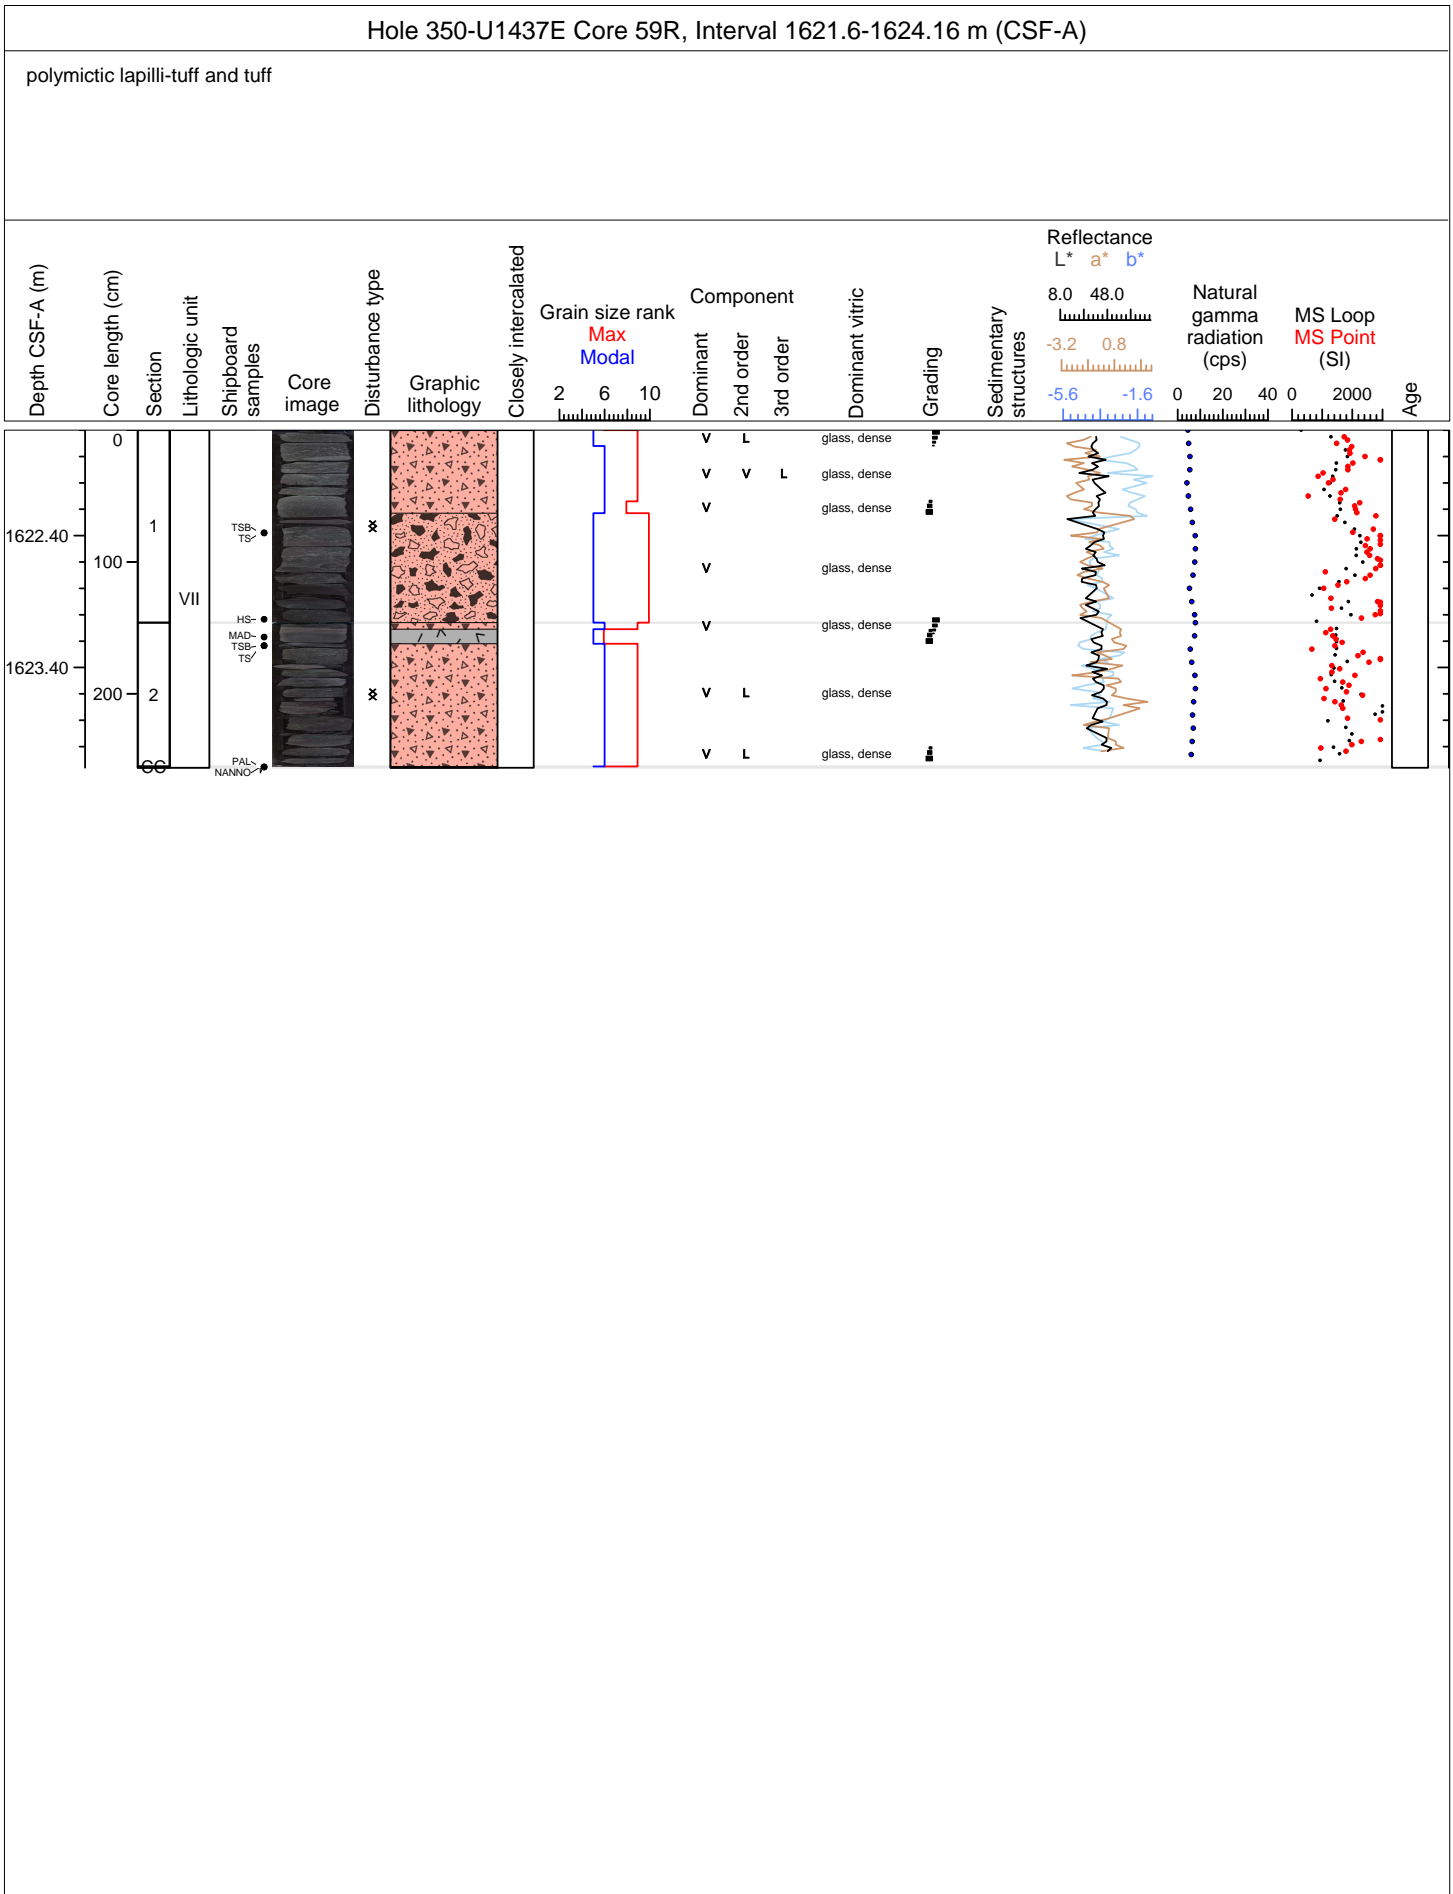 Hole 350-U1437E Core 59R, Interval 1621.6-1624.16 m (CSF-A)
polymictic lapilli-tuff and tuff
Depth CSF-A (m)
Core length (cm)
Section
Lithologic unit
Shipboard
samples
Core
image
Disturbance type
Graphic
lithology
Closely intercalated
Grain size rank
Max
Modal
2 6 10
Component
Dominant
2nd order
3rd order
Dominant vitric
Grading
Sedimentary
structures
Reflectance
L* a* b*
8.0 48.0
-3.2 0.8
-5.6 -1.6
Natural
gamma
radiation
(cps)
0 20 40
MS Loop
MS Point
(SI)
0 2000
Age
0
V L glass, dense
V V L glass, dense
V glass, dense
1
TSB
1622.40
TS
100
V glass, dense
VII
HS
V glass, dense
MAD
TSB
TS
1623.40
200
2
V L glass, dense
V L glass, dense
PAL
CC
NANNO